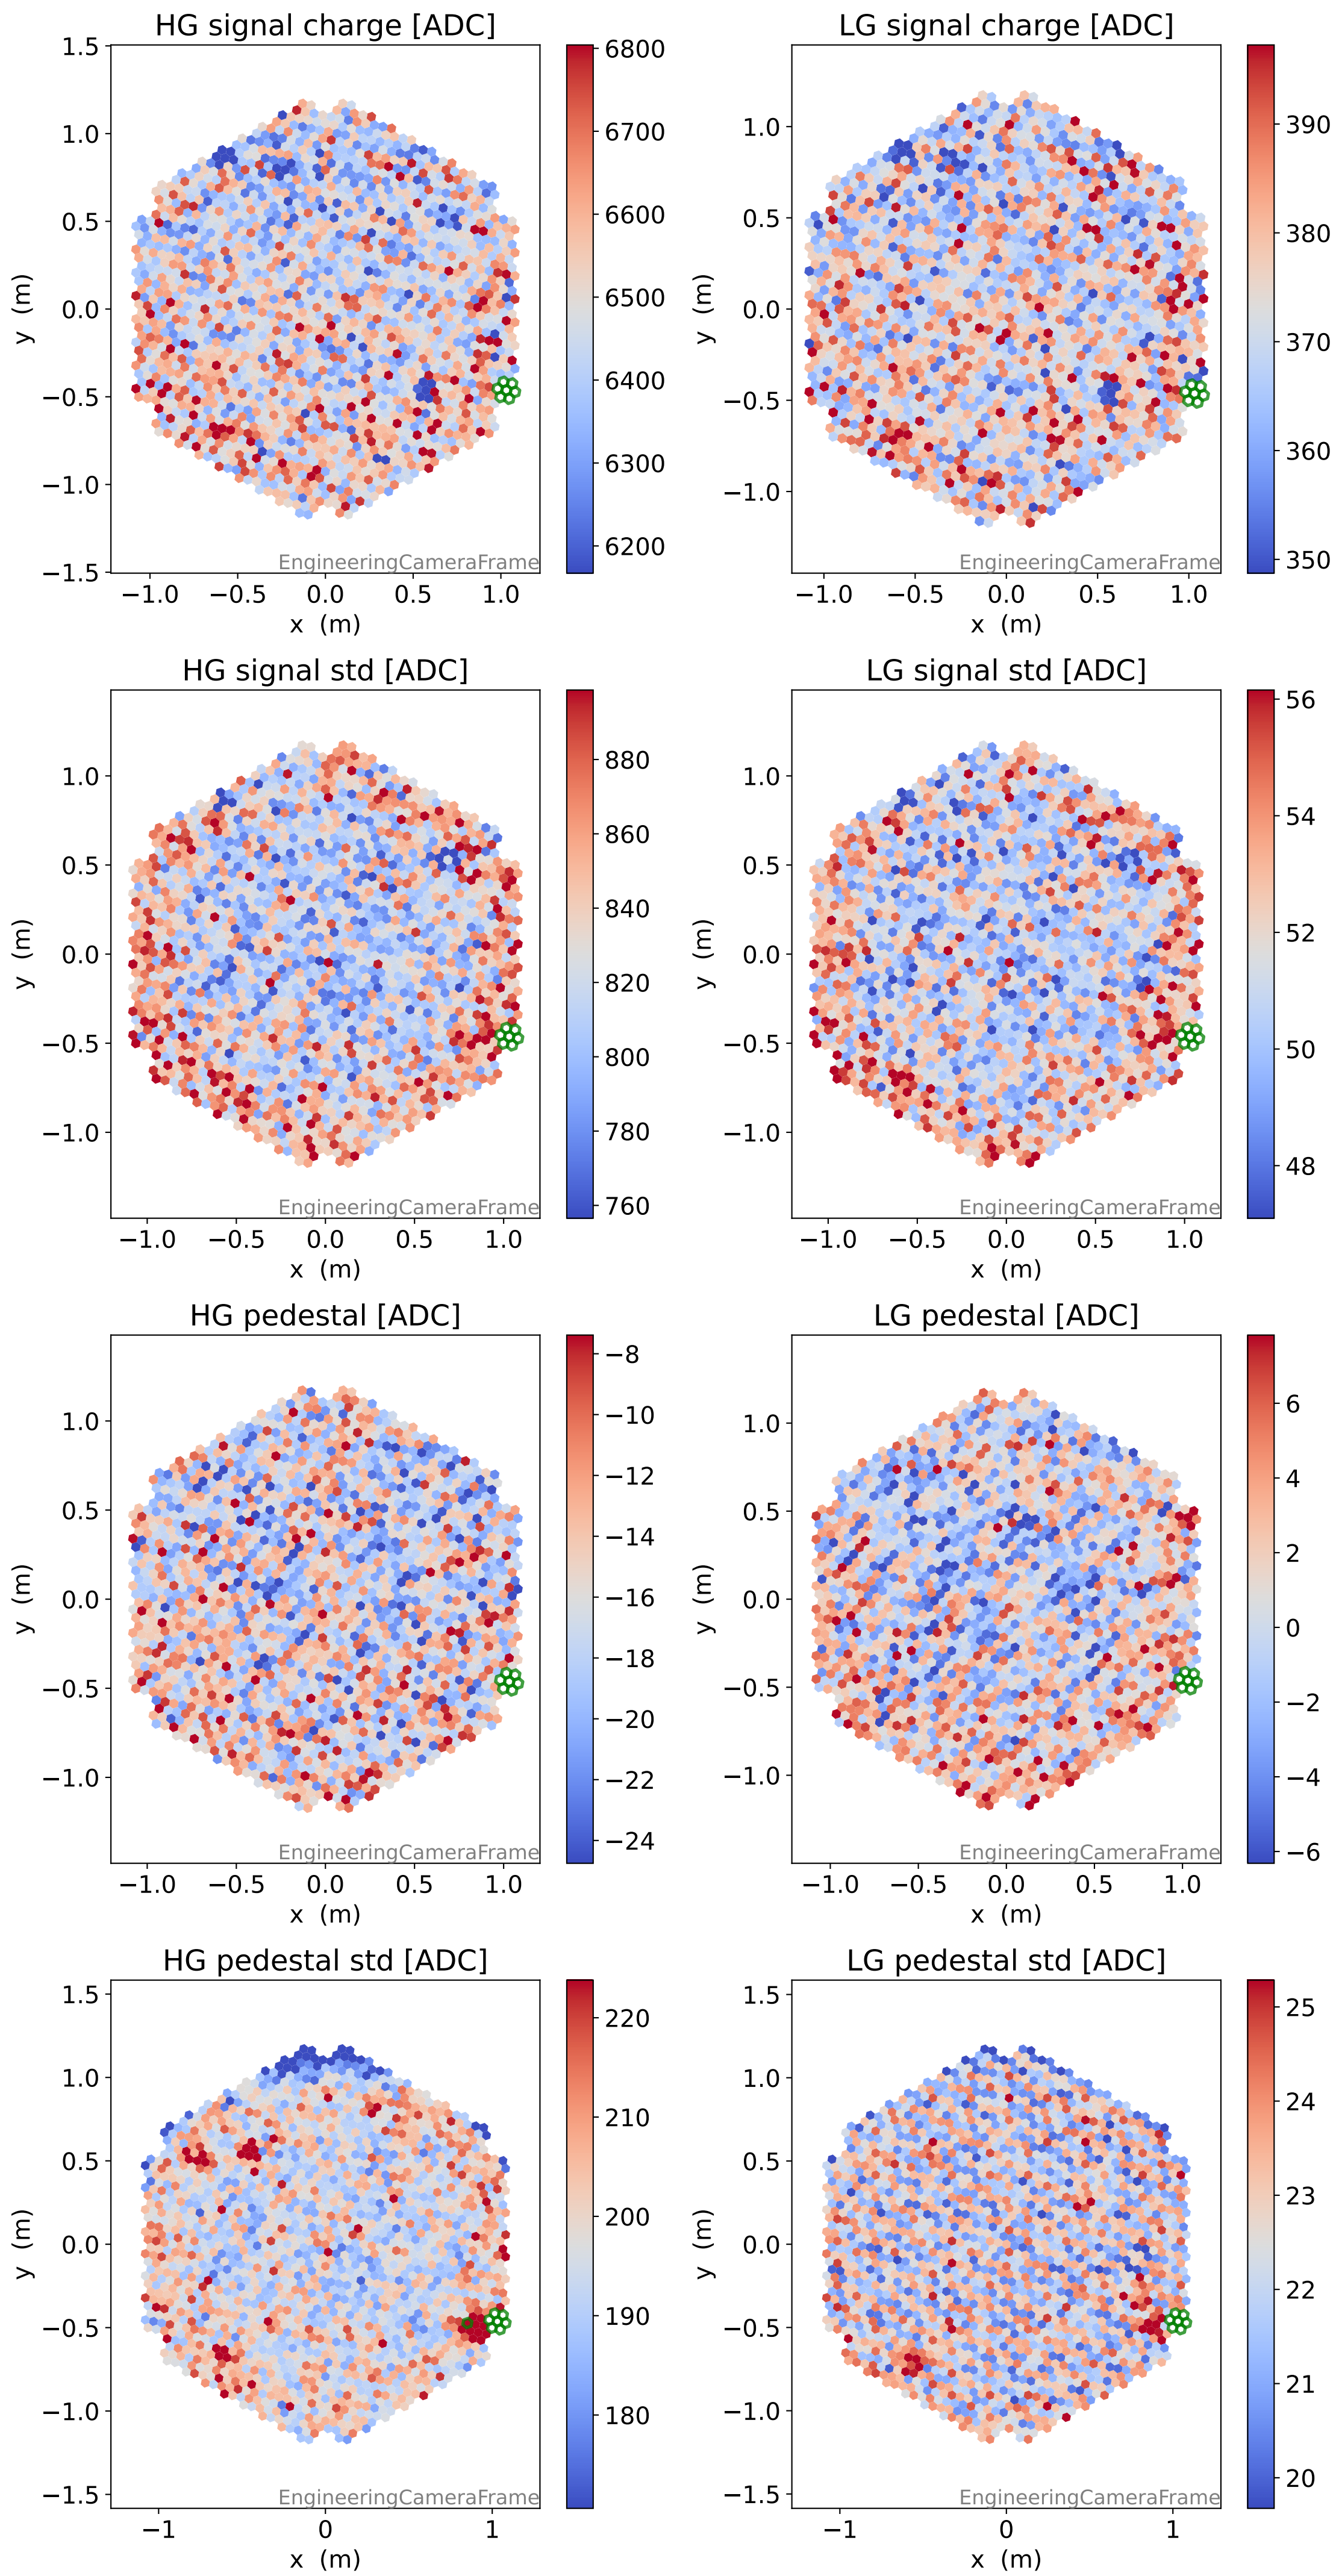 HG signal charge [ADC]
1.5
1.0
0.5
0.0
−0.5
−1.0
−1.5
y (m)
−1.0 −0.5 0.0 0.5 1.0
x (m)
EngineeringCameraFrame
6800
6700
6600
6500
6400
6300
6200
LG signal charge [ADC]
1.0
0.5
0.0
−0.5
−1.0
y (m)
−1.0 −0.5 0.0 0.5 1.0
x (m)
EngineeringCameraFrame
390
380
370
360
350
HG signal std [ADC]
1.0
0.5
0.0
−0.5
−1.0
y (m)
−1.0 −0.5 0.0 0.5 1.0
x (m)
EngineeringCameraFrame
880
860
840
820
800
780
760
LG signal std [ADC]
1.0
0.5
0.0
−0.5
−1.0
y (m)
−1.0 −0.5 0.0 0.5 1.0
x (m)
EngineeringCameraFrame
56
54
52
50
48
HG pedestal [ADC]
1.0
0.5
0.0
−0.5
−1.0
y (m)
−1.0 −0.5 0.0 0.5 1.0
x (m)
EngineeringCameraFrame
−8
−10
−12
−14
−16
−18
−20
−22
−24
LG pedestal [ADC]
1.0
0.5
0.0
−0.5
−1.0
y (m)
−1.0 −0.5 0.0 0.5 1.0
x (m)
EngineeringCameraFrame
6
4
2
0
−2
−4
−6
HG pedestal std [ADC]
1.5
1.0
0.5
0.0
−0.5
−1.0
−1.5
y (m)
−1 0 1
x (m)
EngineeringCameraFrame
220
210
200
190
180
LG pedestal std [ADC]
1.5
1.0
0.5
0.0
−0.5
−1.0
−1.5
y (m)
−1 0 1
x (m)
EngineeringCameraFrame
25
24
23
22
21
20